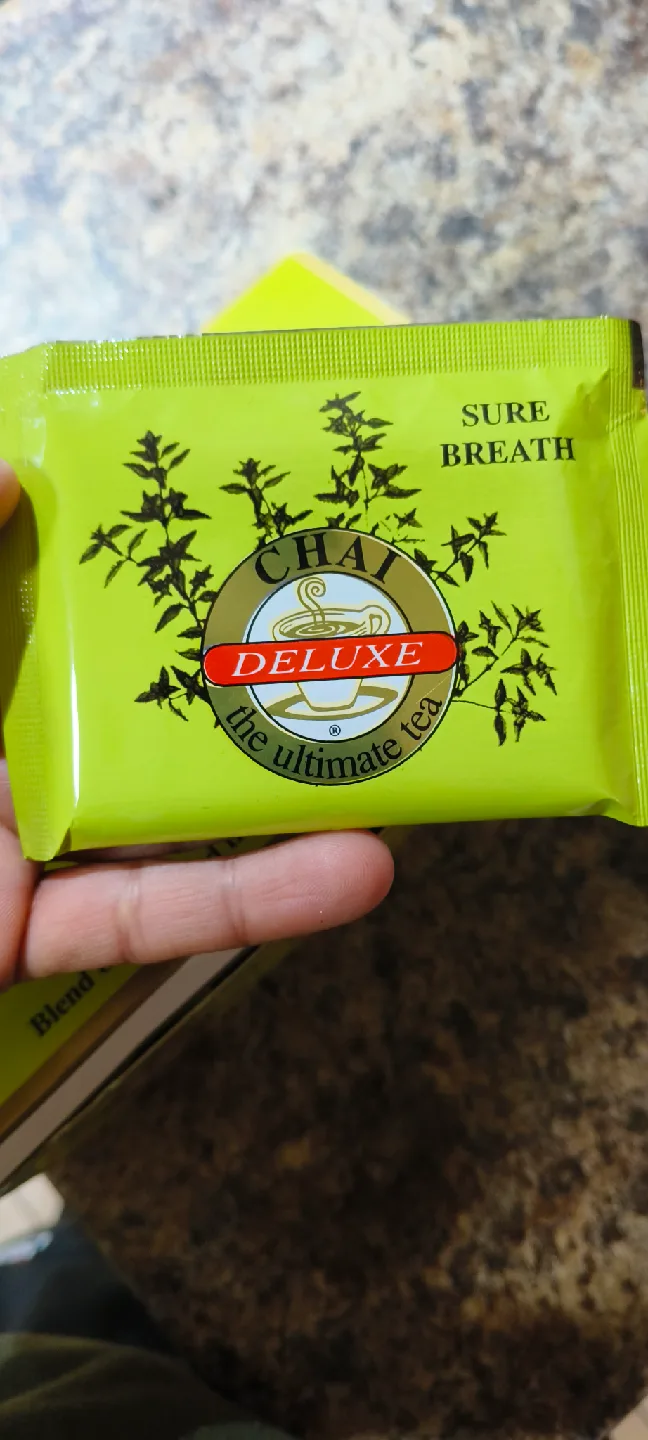 SURE
BREATH
CHAI
DELUXE
®
the ultimate tea
Blend